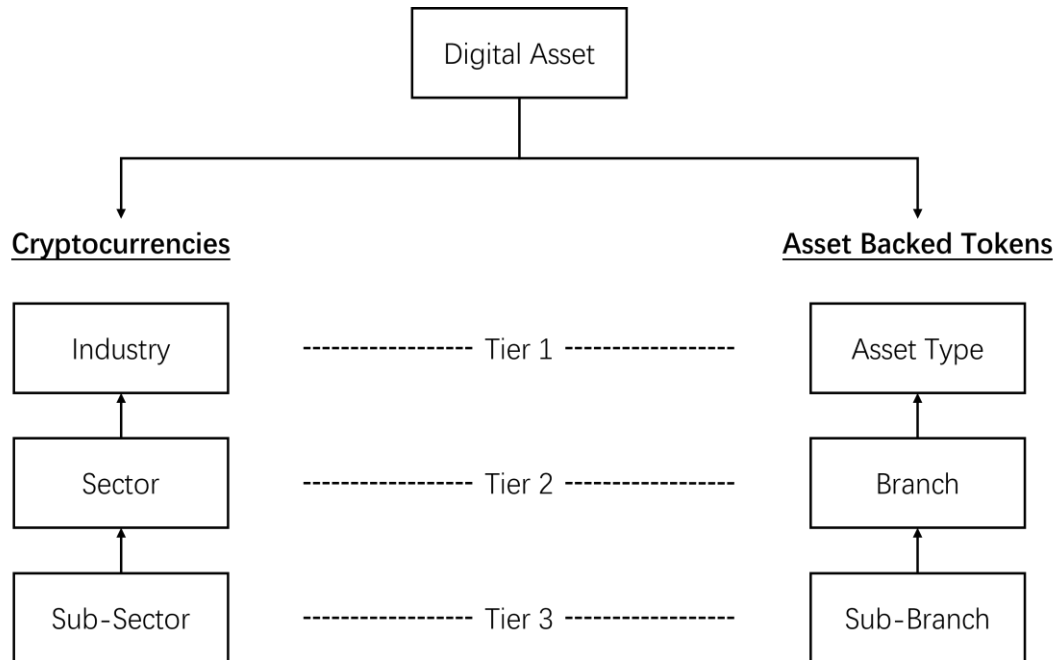 Digital Asset
Cryptocurrencies
Asset Backed Tokens
Industry
Tier 1
Asset Type
Sector
Tier 2
Branch
Sub-Sector
Tier 3
Sub-Branch